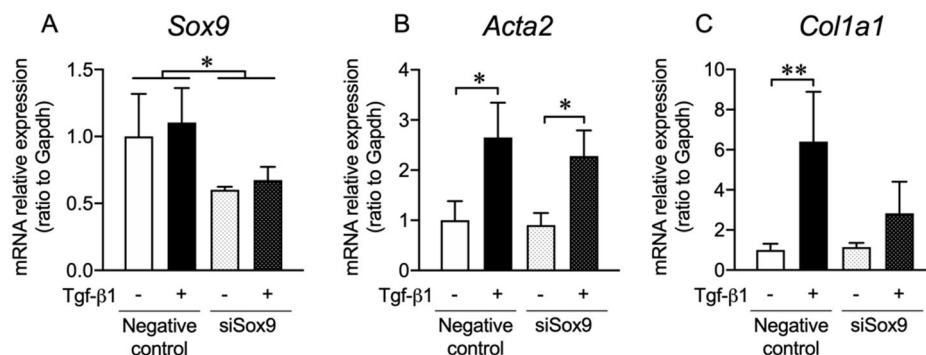 A Sox9
mRNA relative expression
(ratio to Gapdh)
1.5
1.0
0.5
0.0
*
Tgf-β1 - + - +
Negative
control
siSox9
B Acta2
mRNA relative expression
(ratio to Gapdh)
4
3
2
1
0
*
*
Tgf-β1 - + - +
Negative
control
siSox9
C Col1a1
mRNA relative expression
(ratio to Gapdh)
10
8
6
4
2
0
**
Tgf-β1 - + - +
Negative
control
siSox9